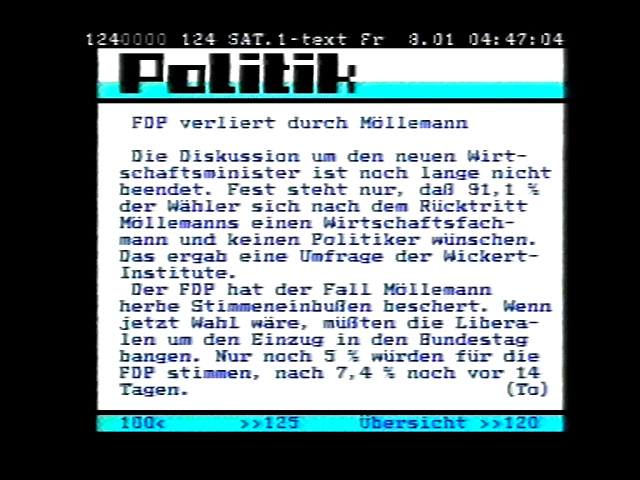 1240000 124 SAT.1-text Fr 8.01 04:47:04
Politik
FDP verliert durch Möllemann
Die Diskussion um den neuen Wirt-
schaftsminister ist noch lange nicht
beendet. Fest steht nur, daß 91,1 %
der Wähler sich nach dem Rücktritt
Möllemanns einen Wirtschaftsfach-
mann und keinen Politiker wünschen.
Das ergab eine Umfrage der Wickert-
Institute.
Der FDP hat der Fall Möllemann
herbe Stimmeneinbußen beschert. Wenn
jetzt Wahl wäre, müßten die Libera-
len um den Einzug in den Bundestag
bangen. Nur noch 5 % würden für die
FDP stimmen, nach 7,4 % noch vor 14
Tagen. (To)
100< >>125 Übersicht >>120